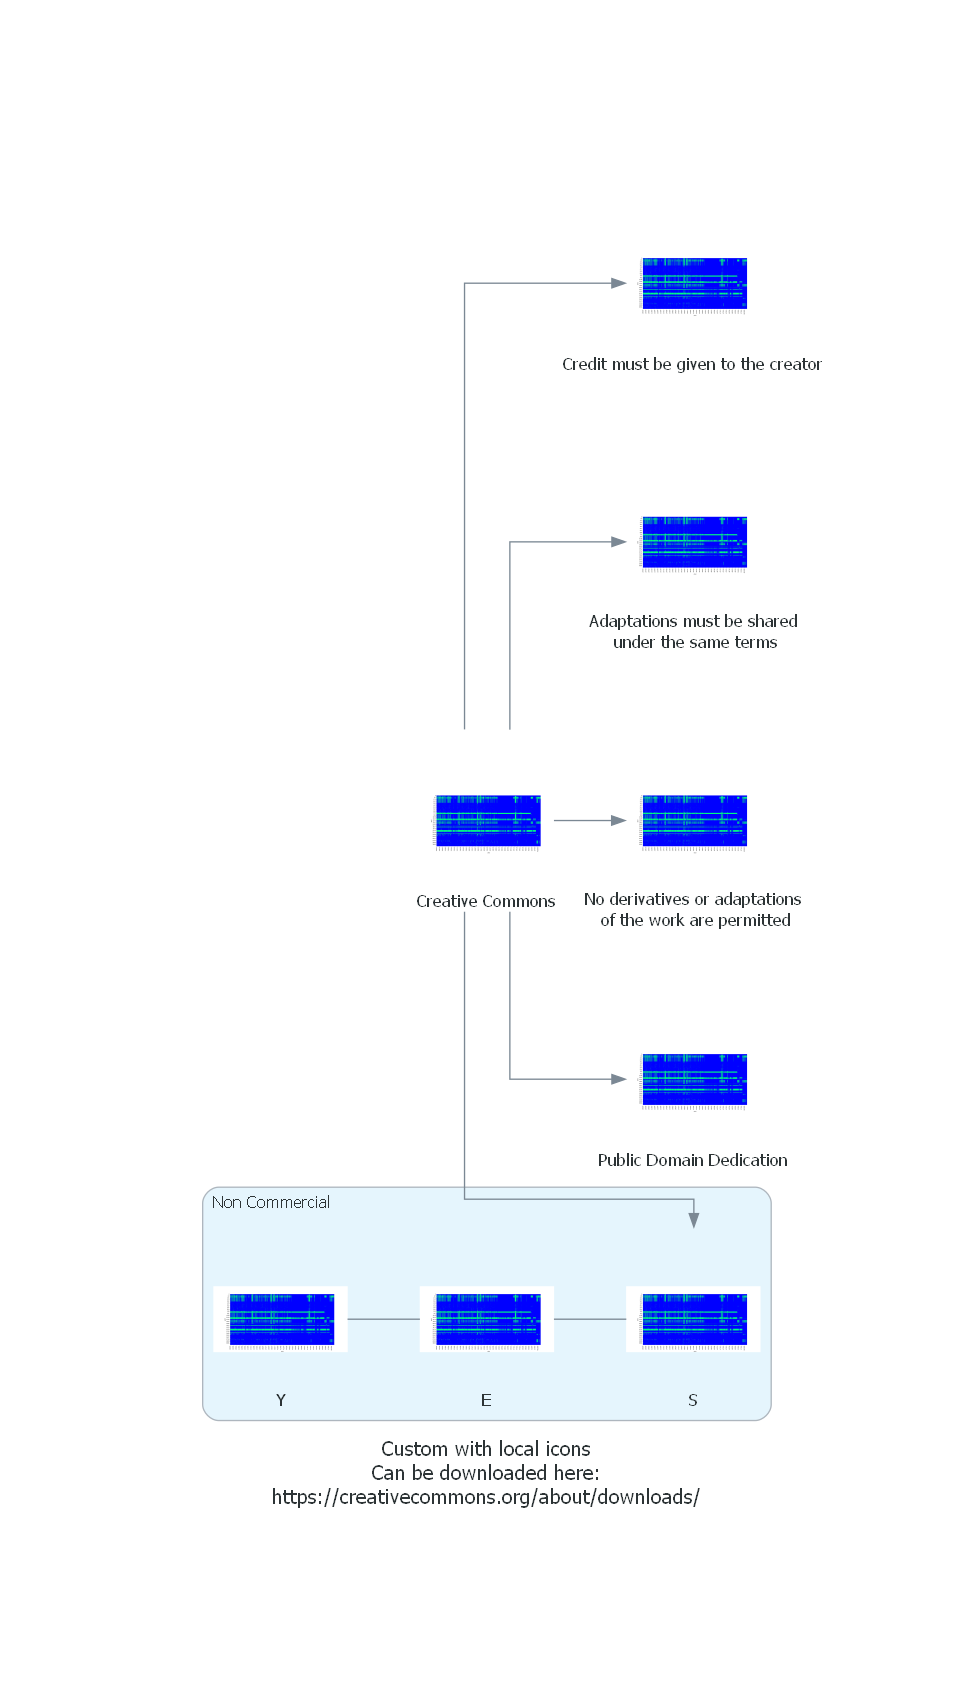 Credit must be given to the creator
Adaptations must be shared
under the same terms
Creative Commons
No derivatives or adaptations
of the work are permitted
Public Domain Dedication
Non Commercial
Y
E
S
Custom with local icons
Can be downloaded here:
https://creativecommons.org/about/downloads/